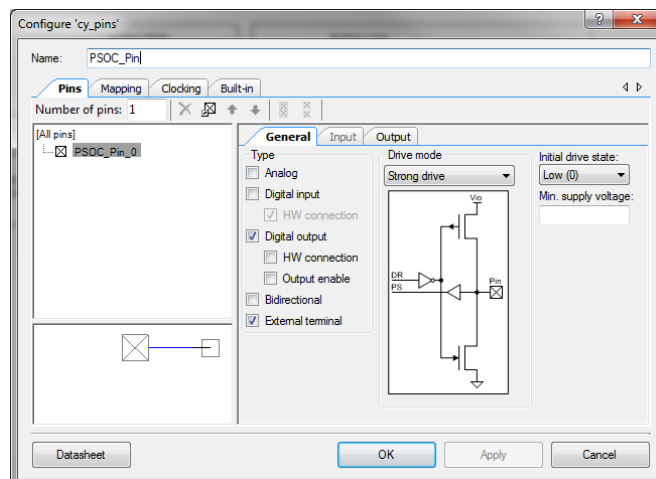 Configure 'cy_pins'
Name: PSOC_Pin
Pins Mapping Clocking Built-in
Number of pins: 1
[All pins]
PSOC_Pin_0
General Input Output
Type
Analog
Digital input
HW connection
Digital output
HW connection
Output enable
Bidirectional
External terminal
Drive mode
Strong drive
Vio
DR
PS
Pin
Initial drive state:
Low (0)
Min. supply voltage:
Datasheet OK Apply Cancel